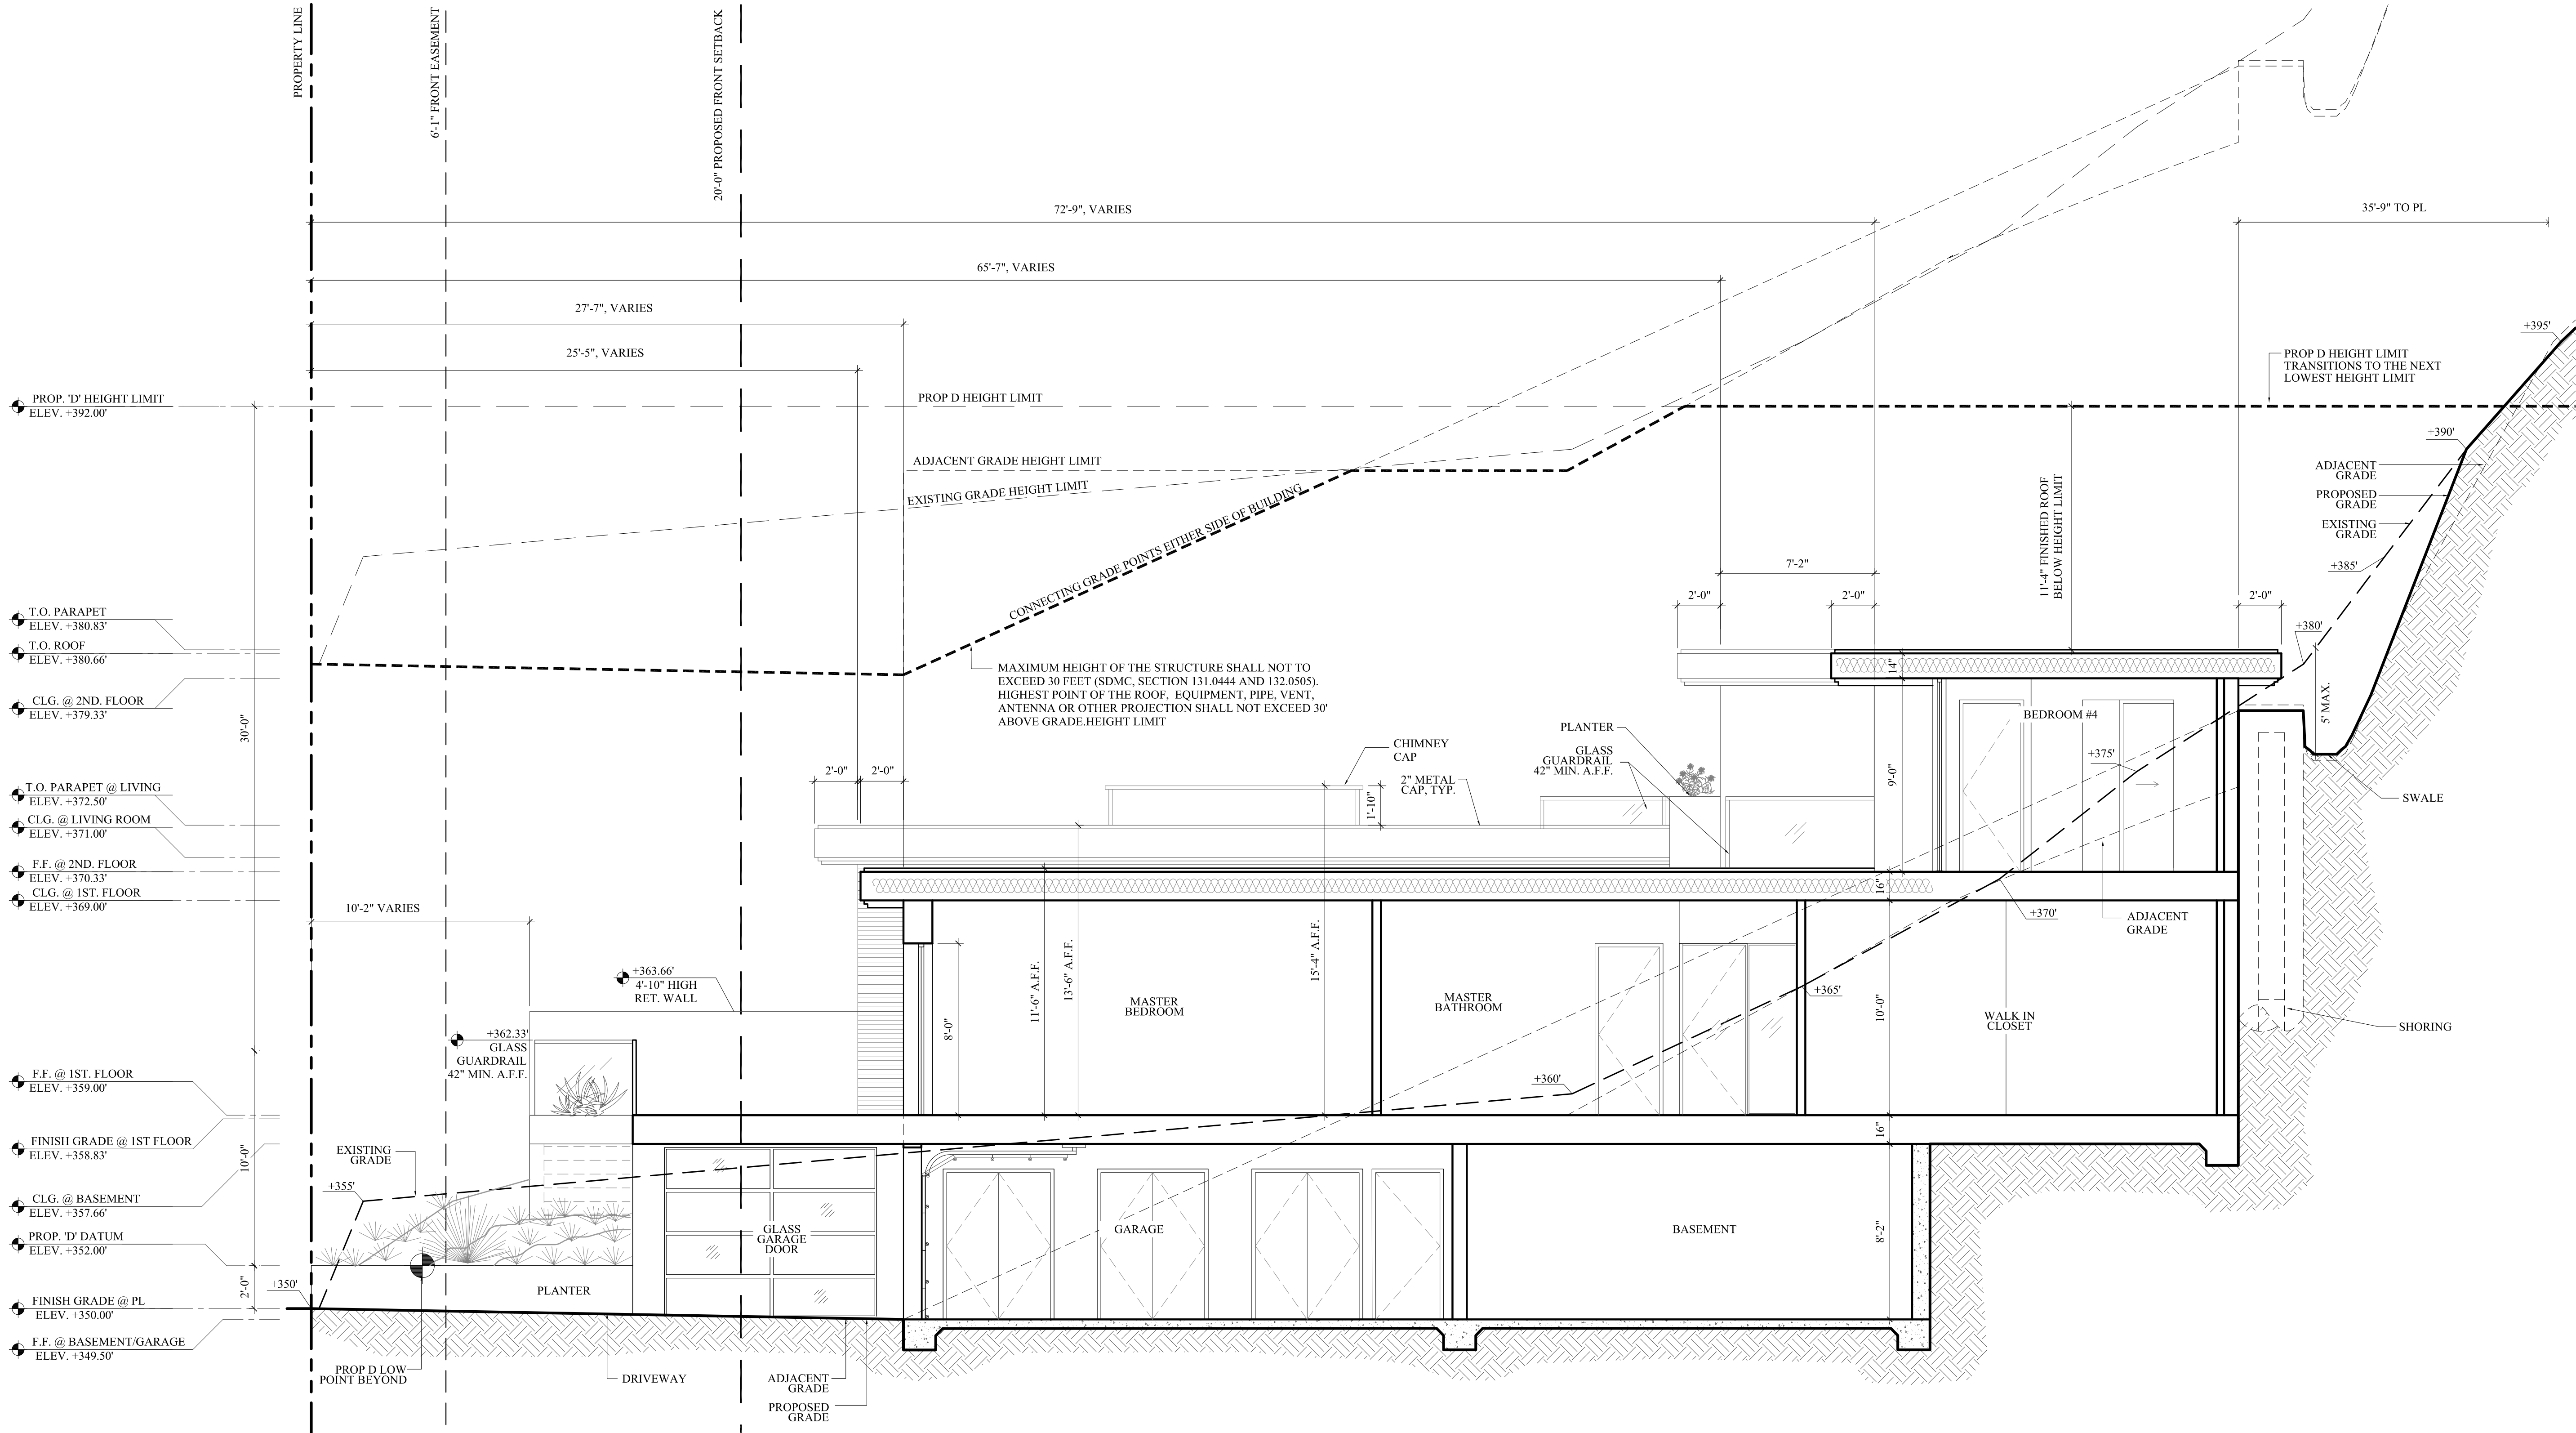 PROPERTY LINE
6'-1" FRONT EASEMENT
20'-0" PROPOSED FRONT SETBACK
72'-9", VARIES
35'-9" TO PL
65'-7", VARIES
27'-7", VARIES
25'-5", VARIES
+395'
PROP D HEIGHT LIMIT
TRANSITIONS TO THE NEXT
LOWEST HEIGHT LIMIT
PROP. 'D' HEIGHT LIMIT
ELEV. +392.00'
PROP D HEIGHT LIMIT
+390'
ADJACENT GRADE HEIGHT LIMIT
EXISTING GRADE HEIGHT LIMIT
CONNECTING GRADE POINTS EITHER SIDE OF BUILDING
ADJACENT
GRADE
PROPOSED
GRADE
EXISTING
GRADE
11'-4" FINISHED ROOF
BELOW HEIGHT LIMIT
+385'
7'-2"
2'-0"
2'-0"
2'-0"
+380'
T.O. PARAPET
ELEV. +380.83'
T.O. ROOF
ELEV. +380.66'
CLG. @ 2ND. FLOOR
ELEV. +379.33'
30'-0"
MAXIMUM HEIGHT OF THE STRUCTURE SHALL NOT TO
EXCEED 30 FEET (SDMC, SECTION 131.0444 AND 132.0505).
HIGHEST POINT OF THE ROOF, EQUIPMENT, PIPE, VENT,
ANTENNA OR OTHER PROJECTION SHALL NOT EXCEED 30'
ABOVE GRADE.HEIGHT LIMIT
14"
BEDROOM #4
5' MAX.
PLANTER
GLASS
GUARDRAIL
42" MIN. A.F.F.
CHIMNEY
CAP
2" METAL
CAP, TYP.
+375'
9'-0"
2'-0"
2'-0"
1'-10"
SWALE
T.O. PARAPET @ LIVING
ELEV. +372.50'
CLG. @ LIVING ROOM
ELEV. +371.00'
F.F. @ 2ND. FLOOR
ELEV. +370.33'
CLG. @ 1ST. FLOOR
ELEV. +369.00'
16"
10'-2" VARIES
+370'
ADJACENT
GRADE
+363.66'
4'-10" HIGH
RET. WALL
11'-6" A.F.F.
13'-6" A.F.F.
15'-4" A.F.F.
+365'
8'-0"
MASTER
BEDROOM
MASTER
BATHROOM
10'-0"
WALK IN
CLOSET
SHORING
+362.33'
GLASS
GUARDRAIL
42" MIN. A.F.F.
+360'
F.F. @ 1ST. FLOOR
ELEV. +359.00'
FINISH GRADE @ 1ST FLOOR
ELEV. +358.83'
16"
10'-0"
EXISTING
GRADE
+355'
CLG. @ BASEMENT
ELEV. +357.66'
PROP. 'D' DATUM
ELEV. +352.00'
GLASS
GARAGE
DOOR
GARAGE
BASEMENT
8'-2"
2'-0"
+350'
PLANTER
FINISH GRADE @ PL
ELEV. +350.00'
F.F. @ BASEMENT/GARAGE
ELEV. +349.50'
PROP D LOW
POINT BEYOND
DRIVEWAY
ADJACENT
GRADE
PROPOSED
GRADE